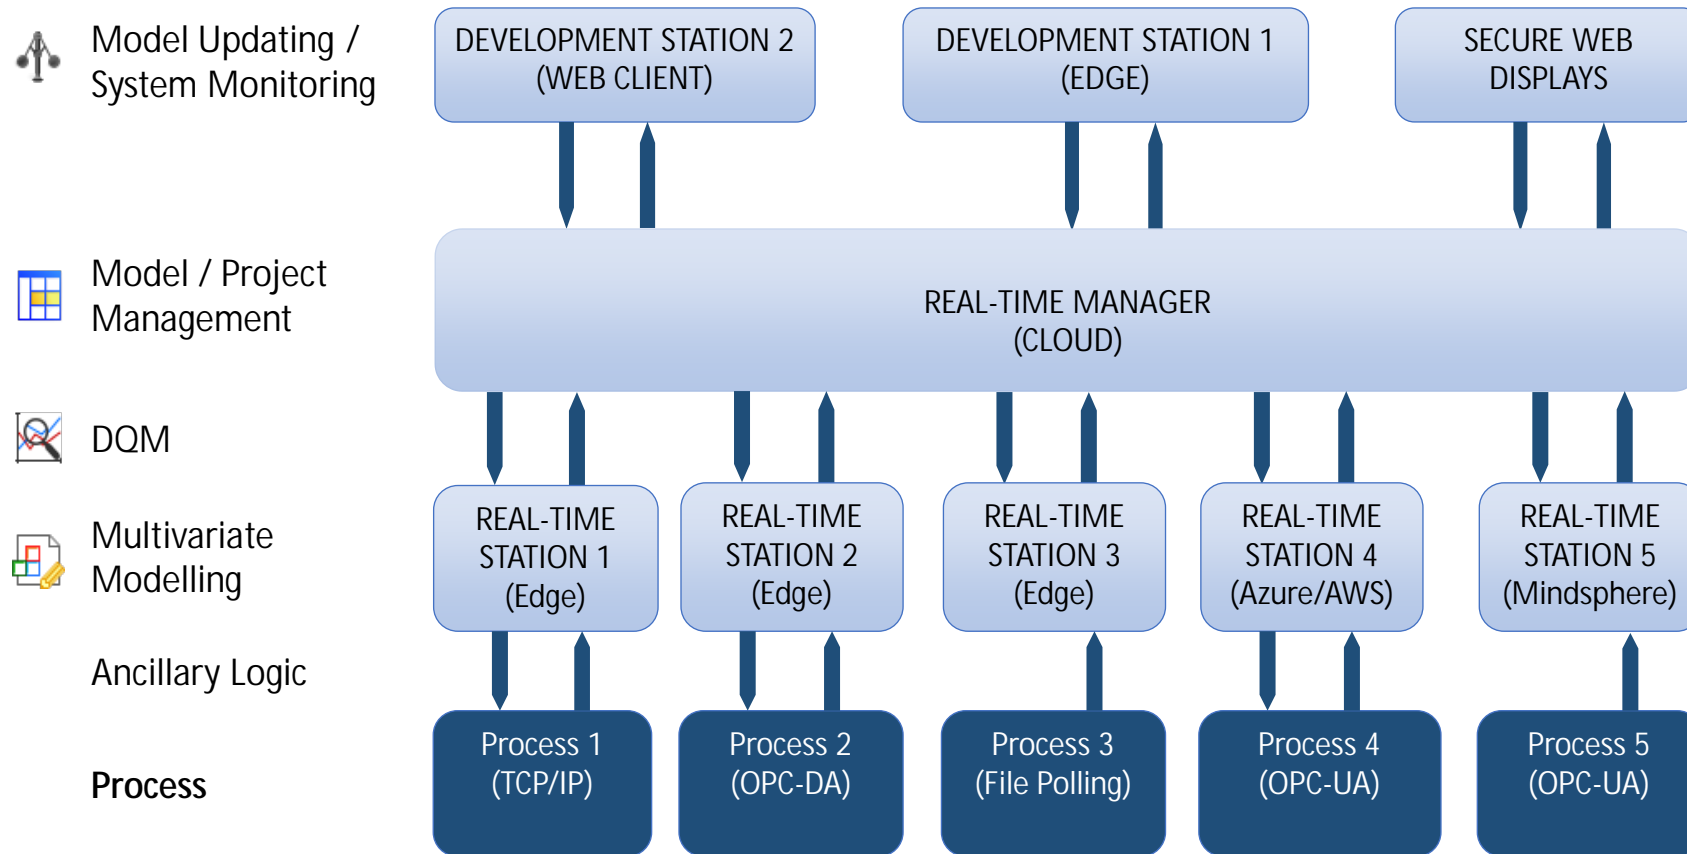 Model Updating /
System Monitoring
DEVELOPMENT STATION 2
(WEB CLIENT)
DEVELOPMENT STATION 1
(EDGE)
SECURE WEB
DISPLAYS
Model / Project
Management
REAL-TIME MANAGER
(CLOUD)
DQM
Multivariate
Modelling
REAL-TIME
STATION 1
(Edge)
REAL-TIME
STATION 2
(Edge)
REAL-TIME
STATION 3
(Edge)
REAL-TIME
STATION 4
(Azure/AWS)
REAL-TIME
STATION 5
(Mindsphere)
Ancillary Logic
Process
Process 1
(TCP/IP)
Process 2
(OPC-DA)
Process 3
(File Polling)
Process 4
(OPC-UA)
Process 5
(OPC-UA)